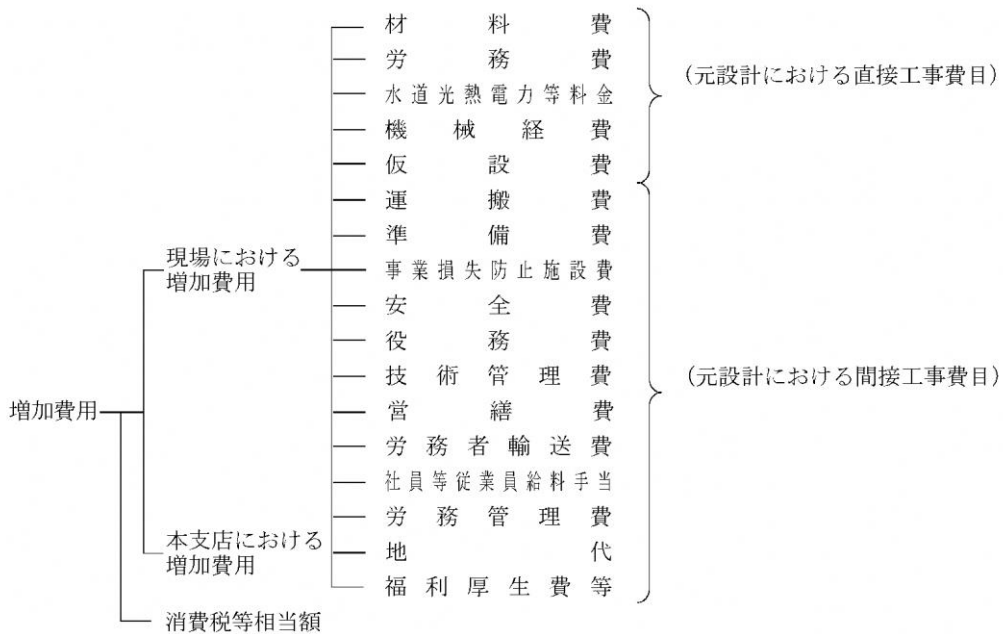 材料費
労務費
水道光熱電力等料金
機械経費
仮設費
(元設計における直接工事費目)
運搬費
準備費
事業損失防止施設費
安全費
役務費
技術管理費
営繕費
労務者輸送費
社員等従業員給料手当
労務管理費
地代
福利厚生費等
(元設計における間接工事費目)
現場における
増加費用
増加費用
本支店における
増加費用
消費税等相当額